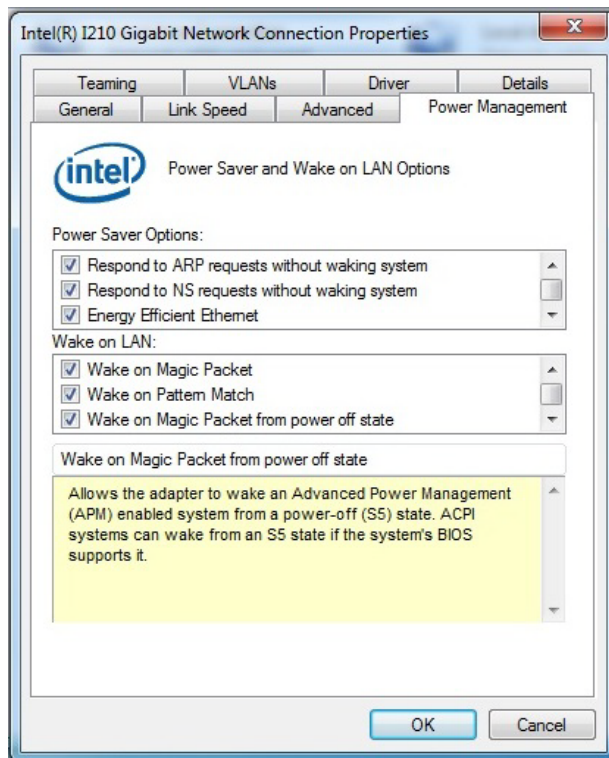 Intel(R) I210 Gigabit Network Connection Properties
Teaming VLANs Driver Details
General Link Speed Advanced Power Management
intel
Power Saver and Wake on LAN Options
Power Saver Options:
Respond to ARP requests without waking system
Respond to NS requests without waking system
Energy Efficient Ethernet
Wake on LAN:
Wake on Magic Packet
Wake on Pattern Match
Wake on Magic Packet from power off state
Wake on Magic Packet from power off state
Allows the adapter to wake an Advanced Power Management
(APM) enabled system from a power-off (S5) state. ACPI
systems can wake from an S5 state if the system's BIOS
supports it.
OK Cancel